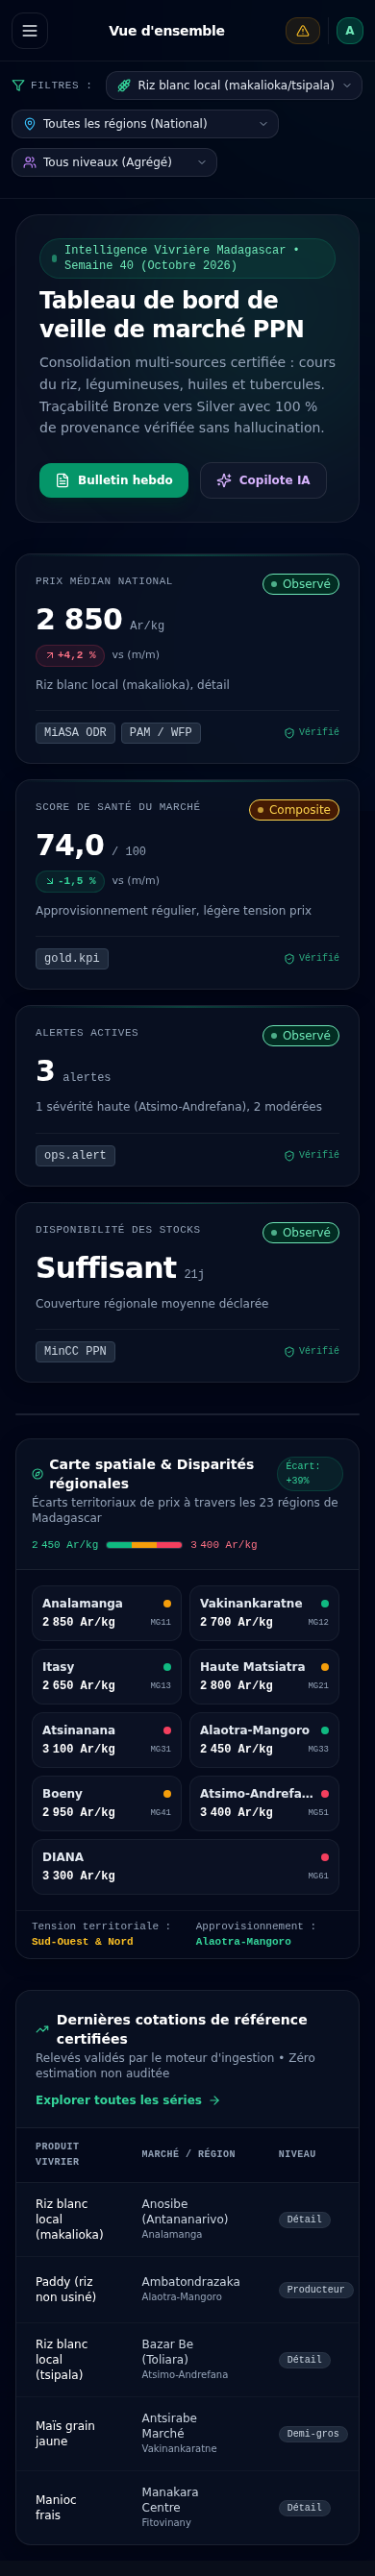 Vue d'ensemble
A
FILTRES :
Riz blanc local (makalioka/tsipala)
Toutes les régions (National)
Tous niveaux (Agrégé)
Intelligence Vivrière Madagascar •
Semaine 40 (Octobre 2026)
Tableau de bord de
veille de marché PPN
Consolidation multi-sources certifiée : cours
du riz, légumineuses, huiles et tubercules.
Traçabilité Bronze vers Silver avec 100 %
de provenance vérifiée sans hallucination.
Bulletin hebdo
Copilote IA
PRIX MÉDIAN NATIONAL
Observé
2 850 Ar/kg
+4,2 % vs (m/m)
Riz blanc local (makalioka), détail
MiASA ODR PAM / WFP Vérifié
SCORE DE SANTÉ DU MARCHÉ
Composite
74,0 / 100
-1,5 % vs (m/m)
Approvisionnement régulier, légère tension prix
gold.kpi Vérifié
ALERTES ACTIVES
Observé
3 alertes
1 sévérité haute (Atsimo-Andrefana), 2 modérées
ops.alert Vérifié
DISPONIBILITÉ DES STOCKS
Observé
Suffisant 21j
Couverture régionale moyenne déclarée
MinCC PPN Vérifié
Carte spatiale & Disparités
régionales
Écart:
+39%
Écarts territoriaux de prix à travers les 23 régions de
Madagascar
2 450 Ar/kg 3 400 Ar/kg
Analamanga
2 850 Ar/kg MG11
Vakinankaratne
2 700 Ar/kg MG12
Itasy
2 650 Ar/kg MG13
Haute Matsiatra
2 800 Ar/kg MG21
Atsinanana
3 100 Ar/kg MG31
Alaotra-Mangoro
2 450 Ar/kg MG33
Boeny
2 950 Ar/kg MG41
Atsimo-Andrefa…
3 400 Ar/kg MG51
DIANA
3 300 Ar/kg MG61
Tension territoriale :
Sud-Ouest & Nord
Approvisionnement :
Alaotra-Mangoro
Dernières cotations de référence
certifiées
Relevés validés par le moteur d'ingestion • Zéro
estimation non auditée
Explorer toutes les séries
PRODUIT
VIVRIER
MARCHÉ / RÉGION
NIVEAU
Riz blanc
local
(makalioka)
Anosibe
(Antananarivo)
Analamanga
Détail
Paddy (riz
non usiné)
Ambatondrazaka
Alaotra-Mangoro
Producteur
Riz blanc
local
(tsipala)
Bazar Be
(Toliara)
Atsimo-Andrefana
Détail
Maïs grain
jaune
Antsirabe
Marché
Vakinankaratne
Demi-gros
Manioc
frais
Manakara
Centre
Fitovinany
Détail